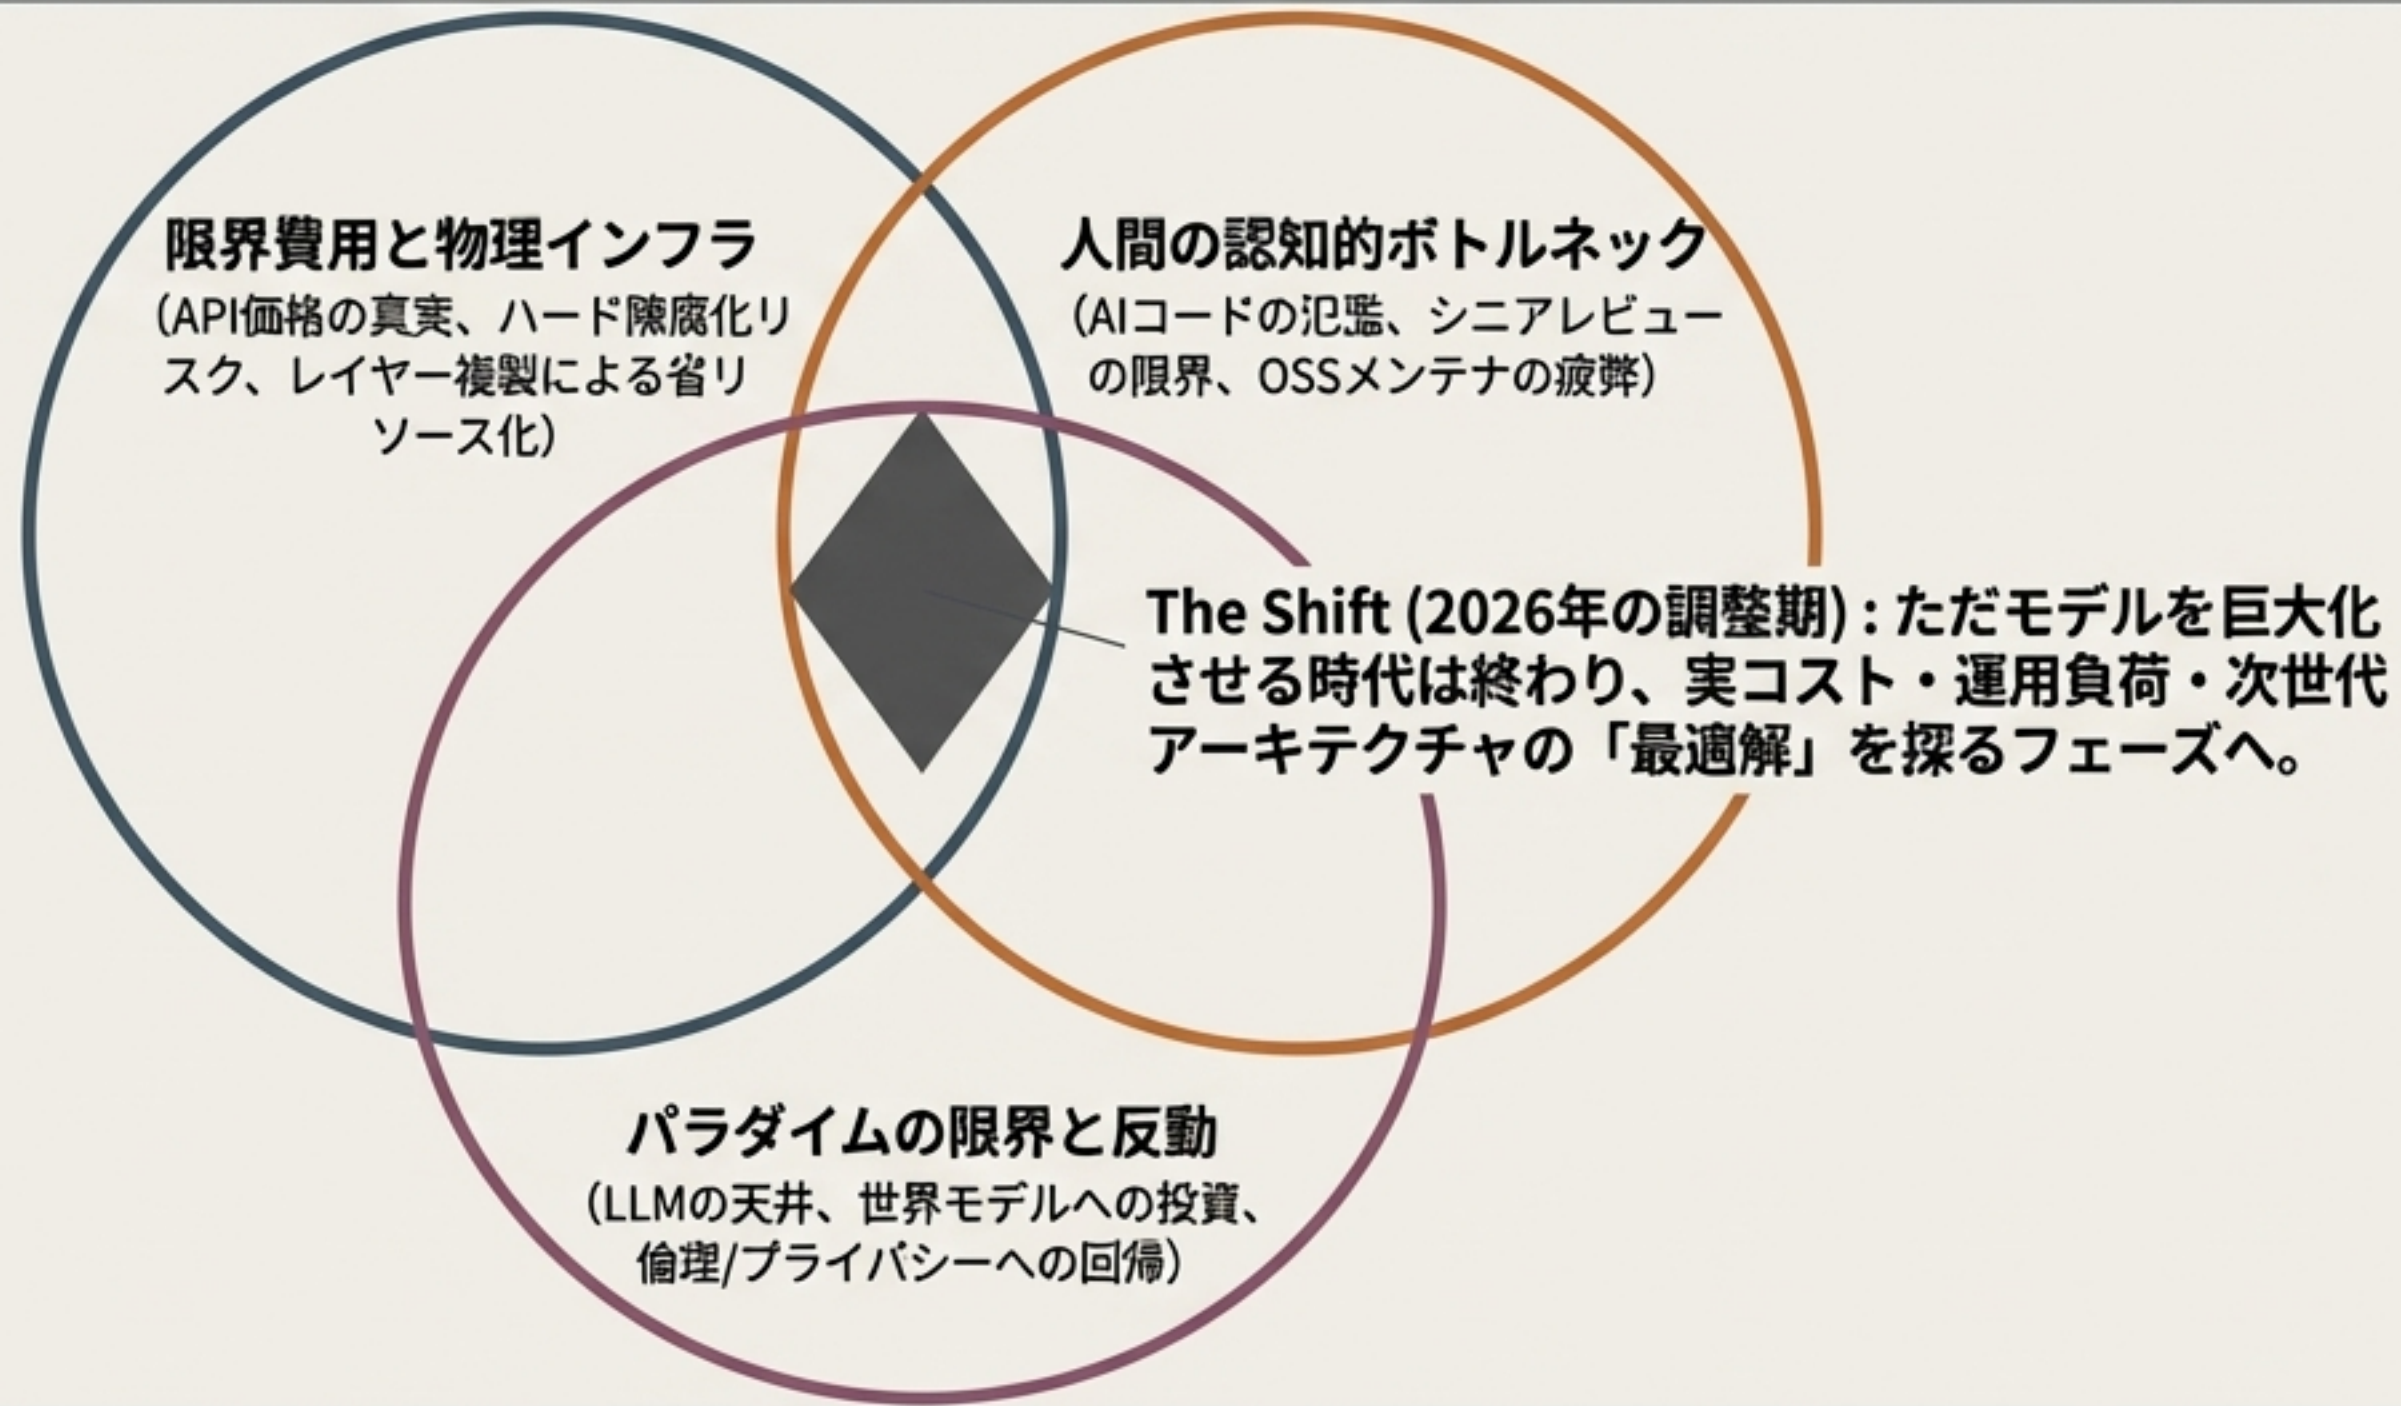 限界費用と物理インフラ
(API価格の真実、ハード陳腐化リ
スク、レイヤー複製による省リ
ソース化)
人間の認知的ボトルネック
(AIコードの氾濫、シニアレビュー
の限界、OSSメンテナの疲弊)
The Shift (2026年の調整期) : ただモデルを巨大化
させる時代は終わり、実コスト・運用負荷・次世代
アーキテクチャの「最適解」を探るフェーズへ。
パラダイムの限界と反動
(LLMの天井、世界モデルへの投資、
倫理/プライバシーへの回帰)